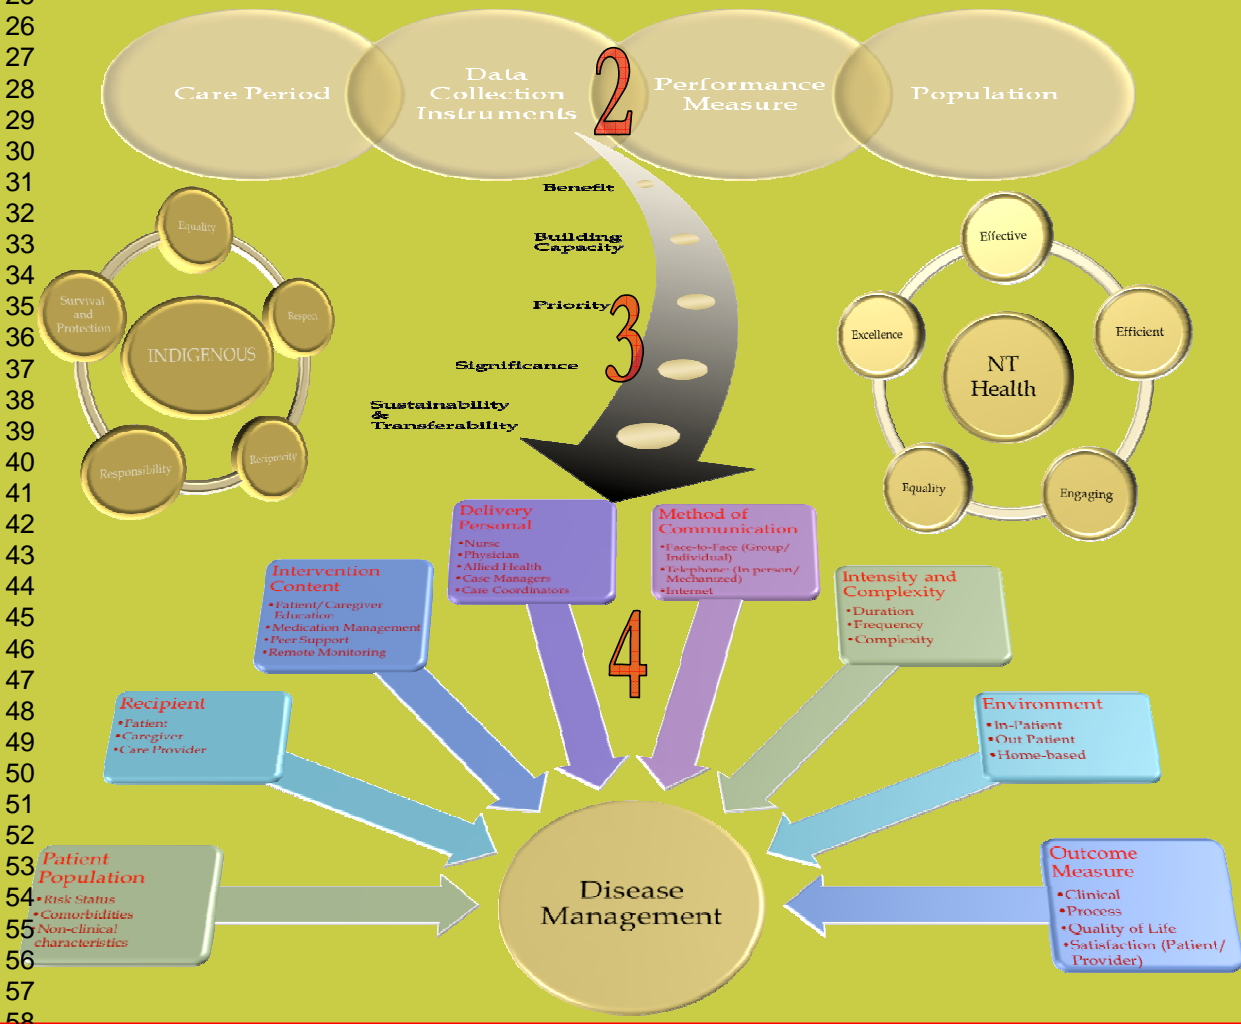 25
26
27
28
29
30
31
32
33
34
35
36
37
38
39
40
41
42
43
44
45
46
47
48
49
50
51
52
53
54
55
56
57
58
Care Period
Data
Collection
Instruments
2
Performance
Measure
Population
Benefit
Building
Capacity
Priority
3
Significance
Sustainability
&
Transferability
Equality
Survival
and
Protection
Respect
INDIGENOUS
Responsibility
Reciprocity
Effective
Excellence
Efficient
NT
Health
Equality
Engaging
Delivery
Personal
•Nurse
•Physician
•Allied Health
•Case Managers
•Care Coordinators
Method of
Communication
•Face-to-Face (Group/
Individual)
•Telephone: (In person/
Mechanized)
•Internet
Intervention
Content
•Patient/Caregiver
Education
•Medication Management
•Peer Support
•Remote Monitoring
Intensity and
Complexity
•Duration
•Frequency
•Complexity
4
Recipient
•Patient
•Caregiver
•Care Provider
Environment
•In-Patient
•Out Patient
•Home-based
Patient
Population
•Risk Status
•Comorbidities
•Non-clinical
characteristics
Disease
Management
Outcome
Measure
•Clinical
•Process
•Quality of Life
•Satisfaction (Patient/
Provider)